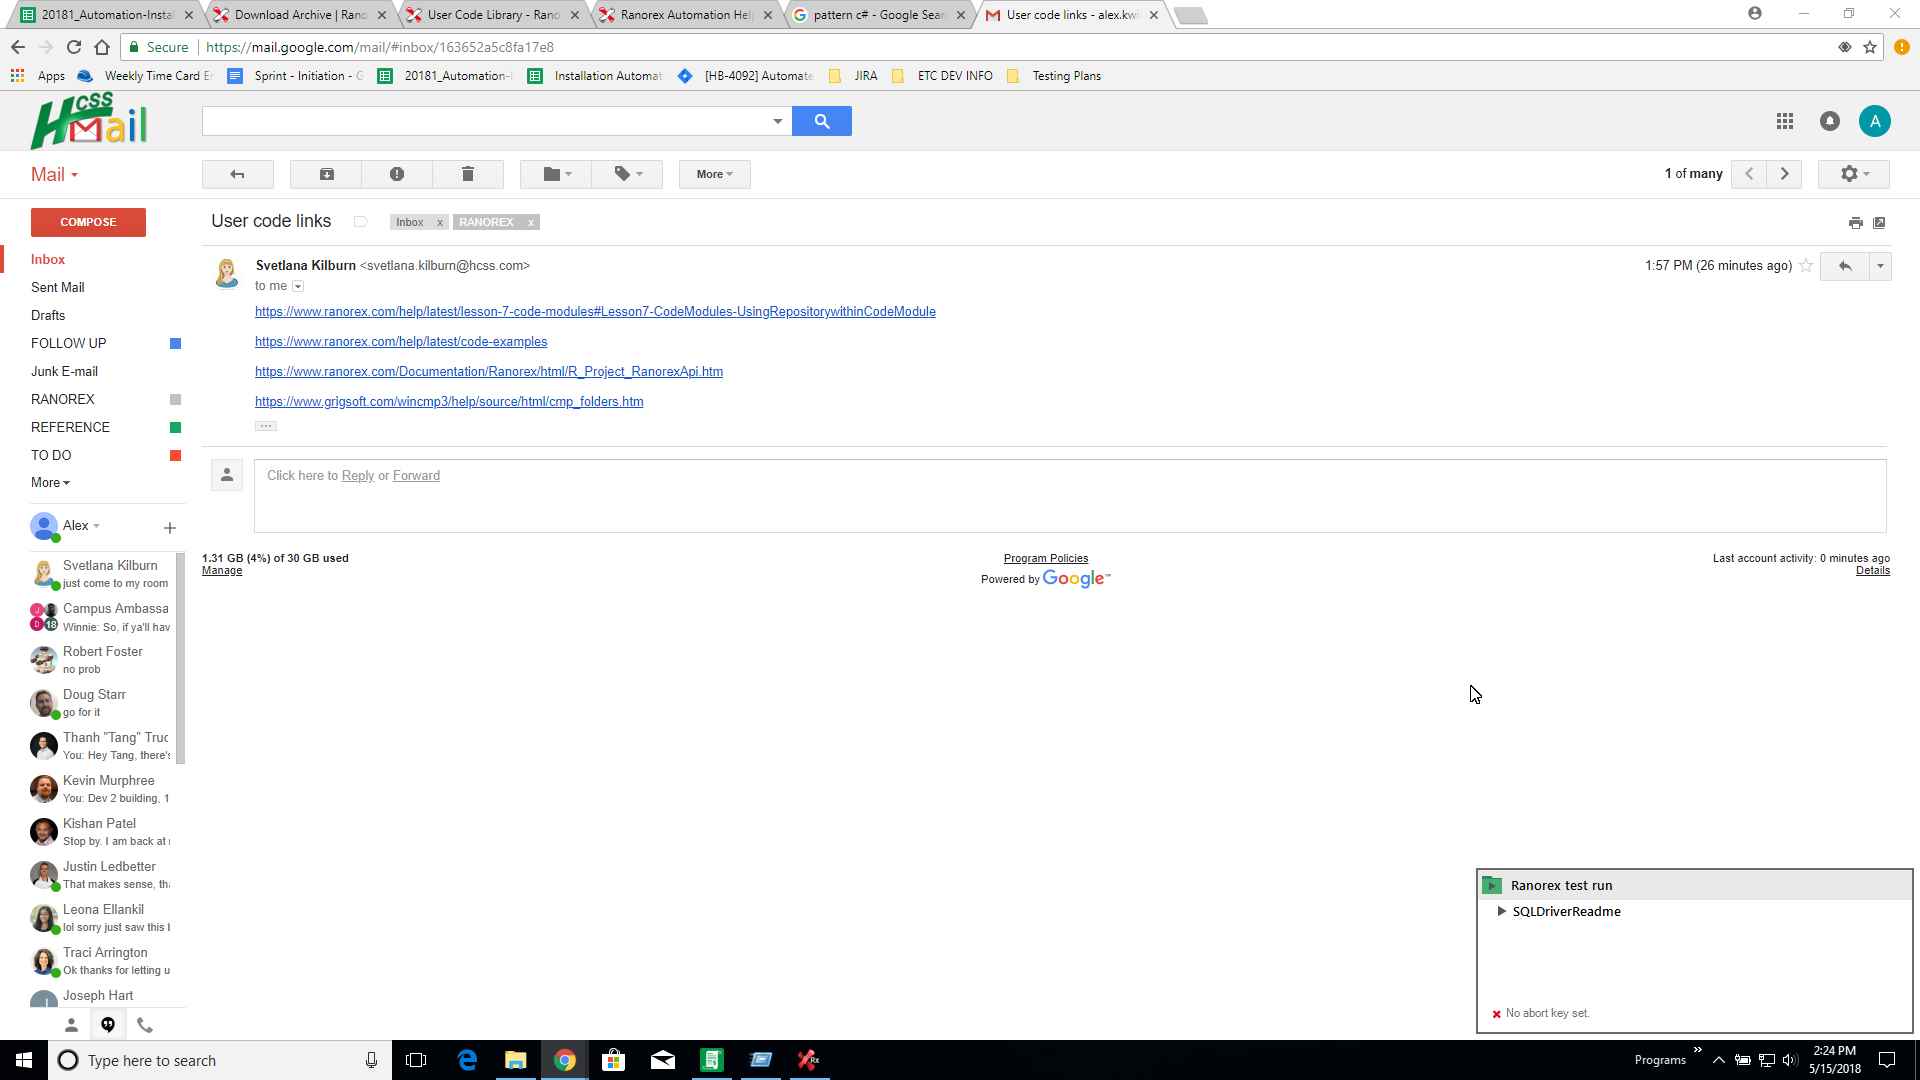 20181_Automation-Instal
Download Archive | Rano
User Code Library - Rano
Ranorex Automation Help
pattern c# - Google Sear
User code links - alex.kwi
Secure
https://mail.google.com/mail/#inbox/163652a5c8fa17e8
Apps
Weekly Time Card En
Sprint - Initiation - G
20181_Automation-I
Installation Automat
[HB-4092] Automate
JIRA
ETC DEV INFO
Testing Plans
HCSS Mail
Mail
More
1 of many
COMPOSE
User code links
Inbox x
RANOREX x
Inbox
Sent Mail
Drafts
FOLLOW UP
Junk E-mail
RANOREX
REFERENCE
TO DO
More
Svetlana Kilburn <svetlana.kilburn@hcss.com>
1:57 PM (26 minutes ago)
to me
https://www.ranorex.com/help/latest/lesson-7-code-modules#Lesson7-CodeModules-UsingRepositorywithinCodeModule
https://www.ranorex.com/help/latest/code-examples
https://www.ranorex.com/Documentation/Ranorex/html/R_Project_RanorexApi.htm
https://www.grigsoft.com/wincmp3/help/source/html/cmp_folders.htm
...
Click here to Reply or Forward
1.31 GB (4%) of 30 GB used
Manage
Program Policies
Powered by Google™
Last account activity: 0 minutes ago
Details
A
Alex
Svetlana Kilburn
just come to my room
Campus Ambassa
J
D 18
Winnie: So, if ya'll hav
Robert Foster
no prob
Doug Starr
go for it
Thanh "Tang" Truc
You: Hey Tang, there's
Kevin Murphree
You: Dev 2 building, 1
Kishan Patel
Stop by. I am back at
Justin Ledbetter
That makes sense, tha
Leona Ellankil
lol sorry just saw this
Traci Arrington
Ok thanks for letting u
Joseph Hart
J
Ranorex test run
SQLDriverReadme
No abort key set.
Type here to search
Rx
Programs
2:24 PM
5/15/2018